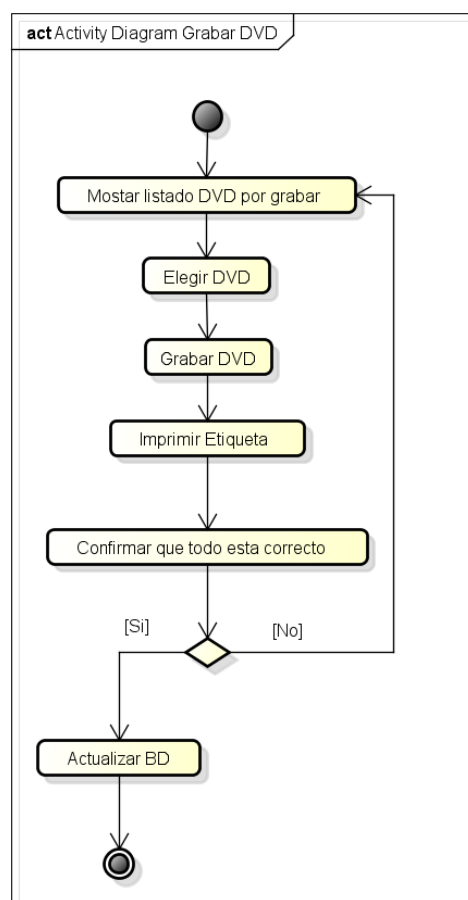 act Activity Diagram Grabar DVD
Mostar listado DVD por grabar
Elegir DVD
Grabar DVD
Imprimir Etiqueta
Confirmar que todo esta correcto
[Si]
[No]
Actualizar BD